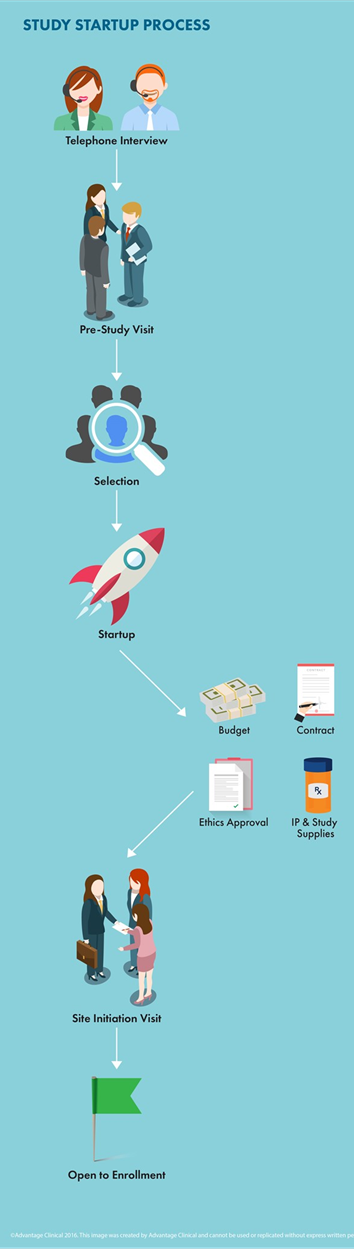 STUDY STARTUP PROCESS
Telephone Interview
Pre-Study Visit
Selection
Startup
Budget
Contract
Ethics Approval
IP & Study
Supplies
Rx
Site Initiation Visit
Open to Enrollment
©Advantage Clinical 2016. This image was created by Advantage Clinical and cannot be used or replicated without express written